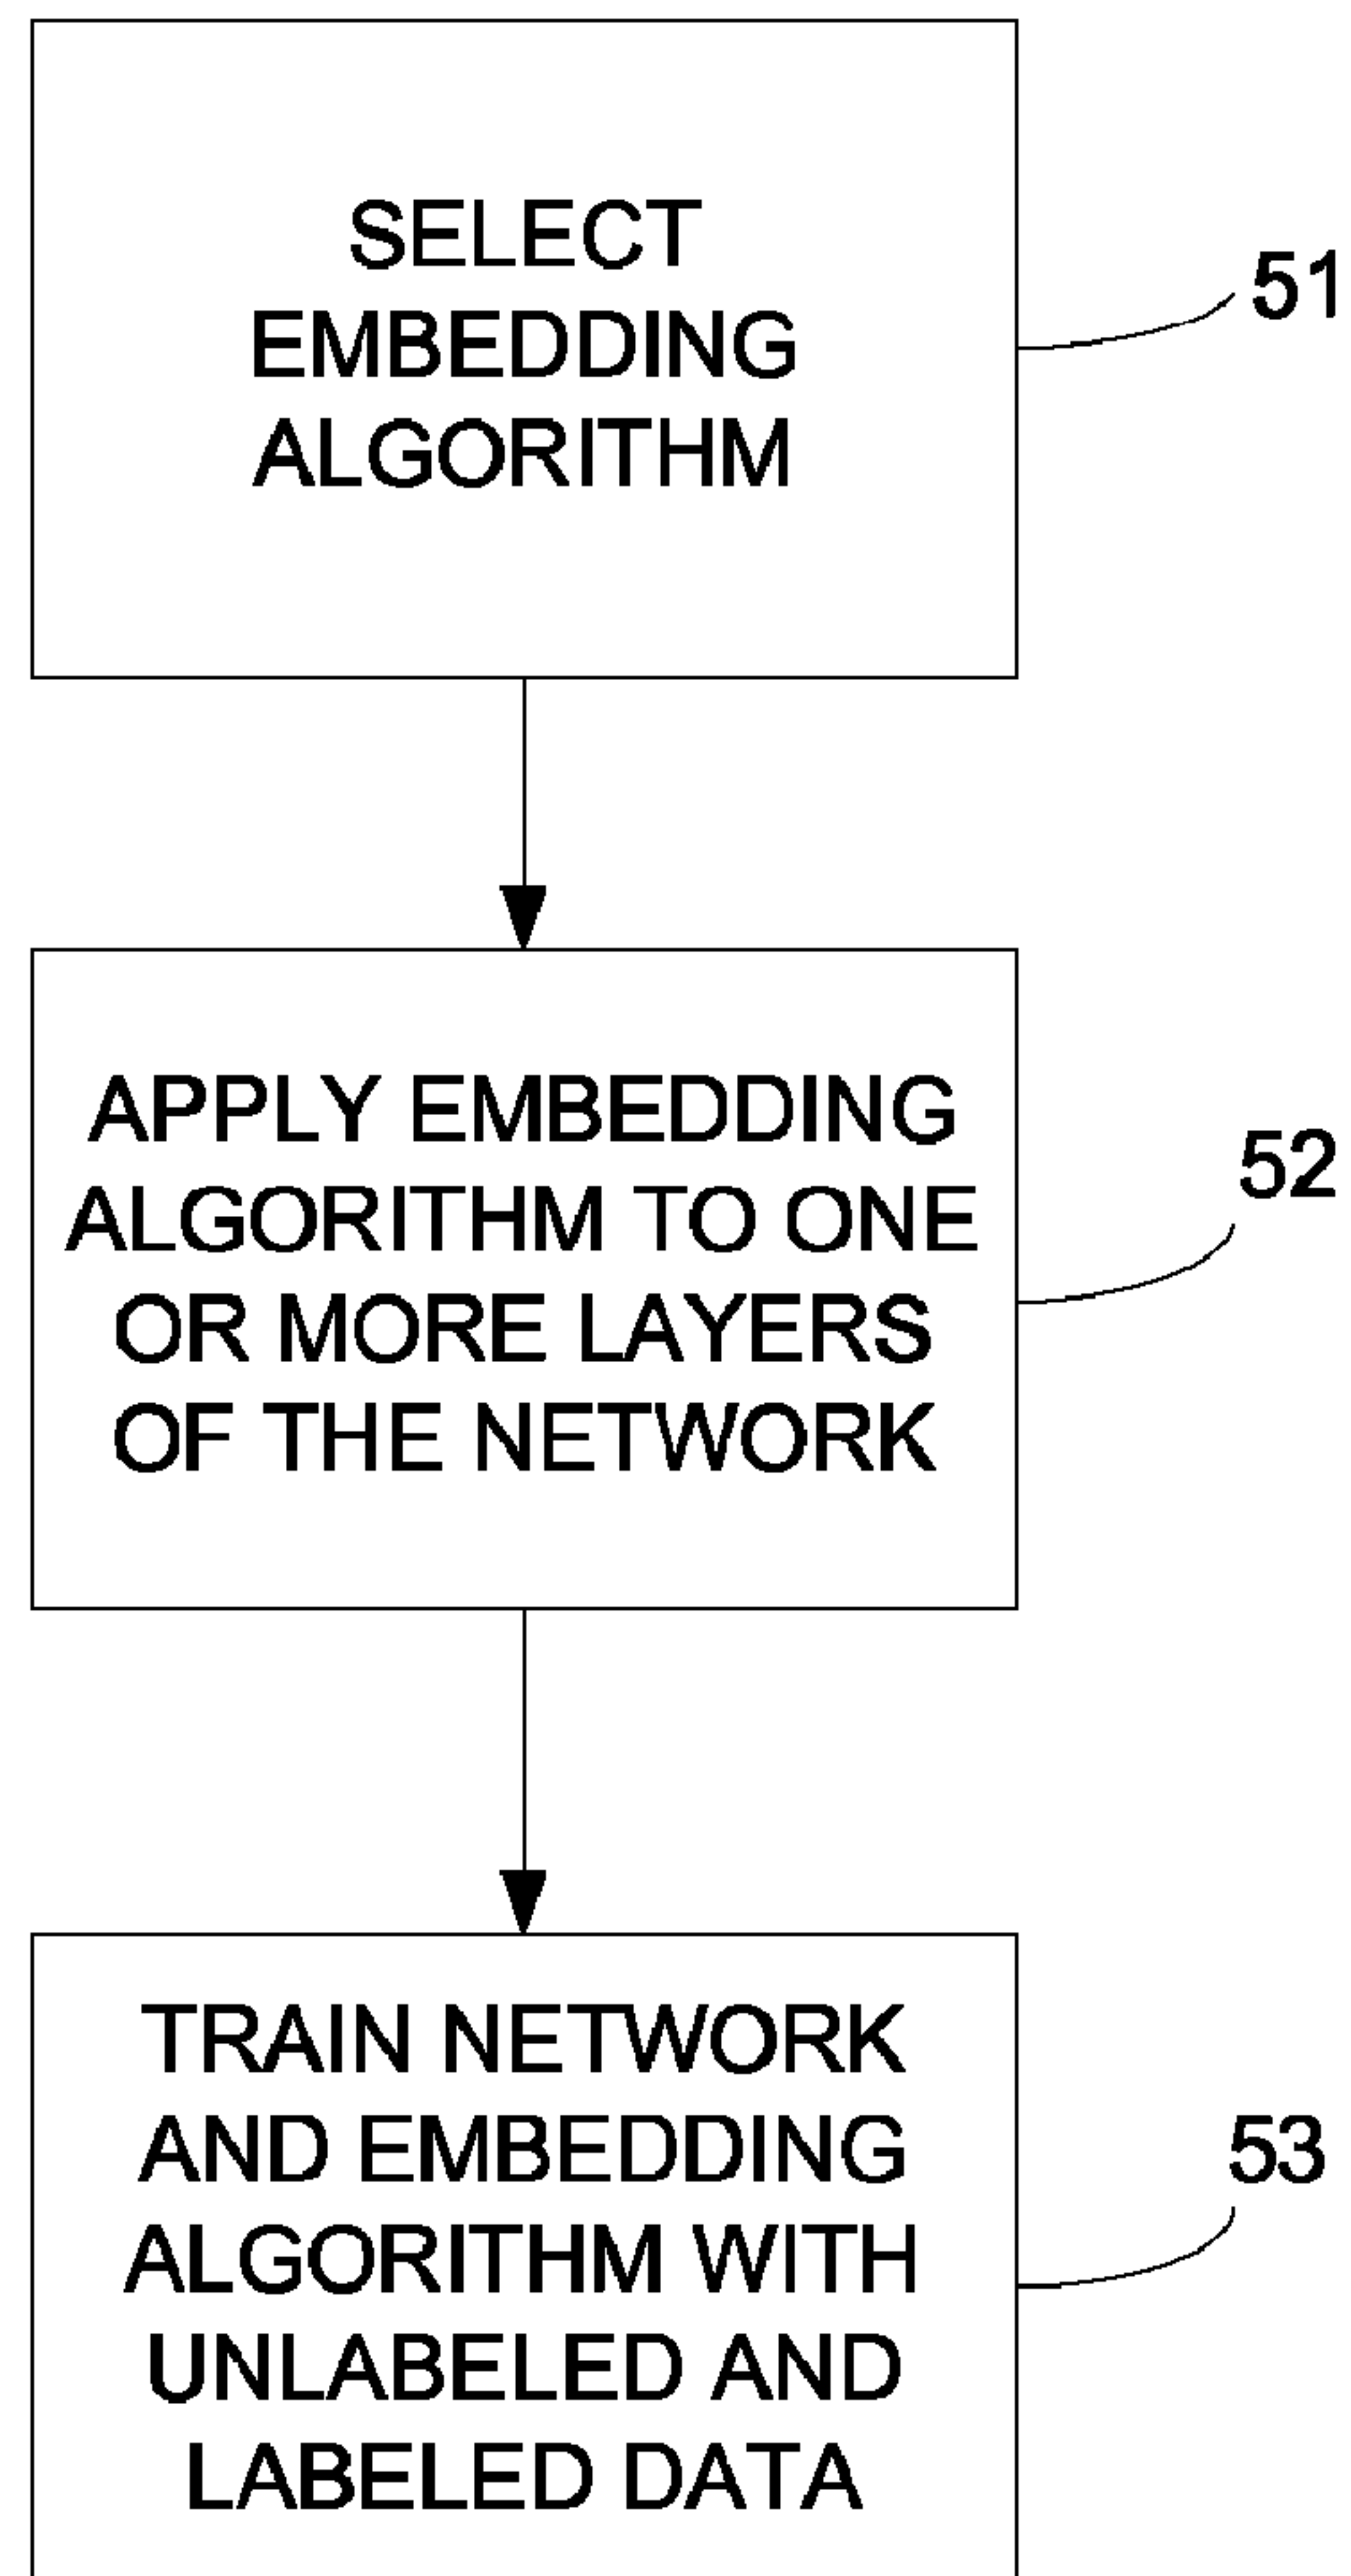 SELECT
EMBEDDING
ALGORITHM
51
APPLY EMBEDDING
ALGORITHM TO ONE
OR MORE LAYERS
OF THE NETWORK
52
TRAIN NETWORK
AND EMBEDDING
ALGORITHM WITH
UNLABELED AND
LABELED DATA
53